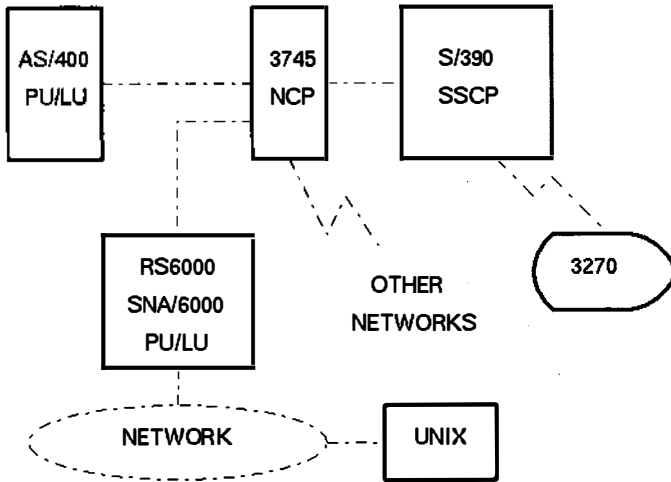 AS/400
PU/LU
3745
NCP
S/390
SSCP
RS6000
SNA/6000
PU/LU
OTHER
NETWORKS
3270
NETWORK
UNIX